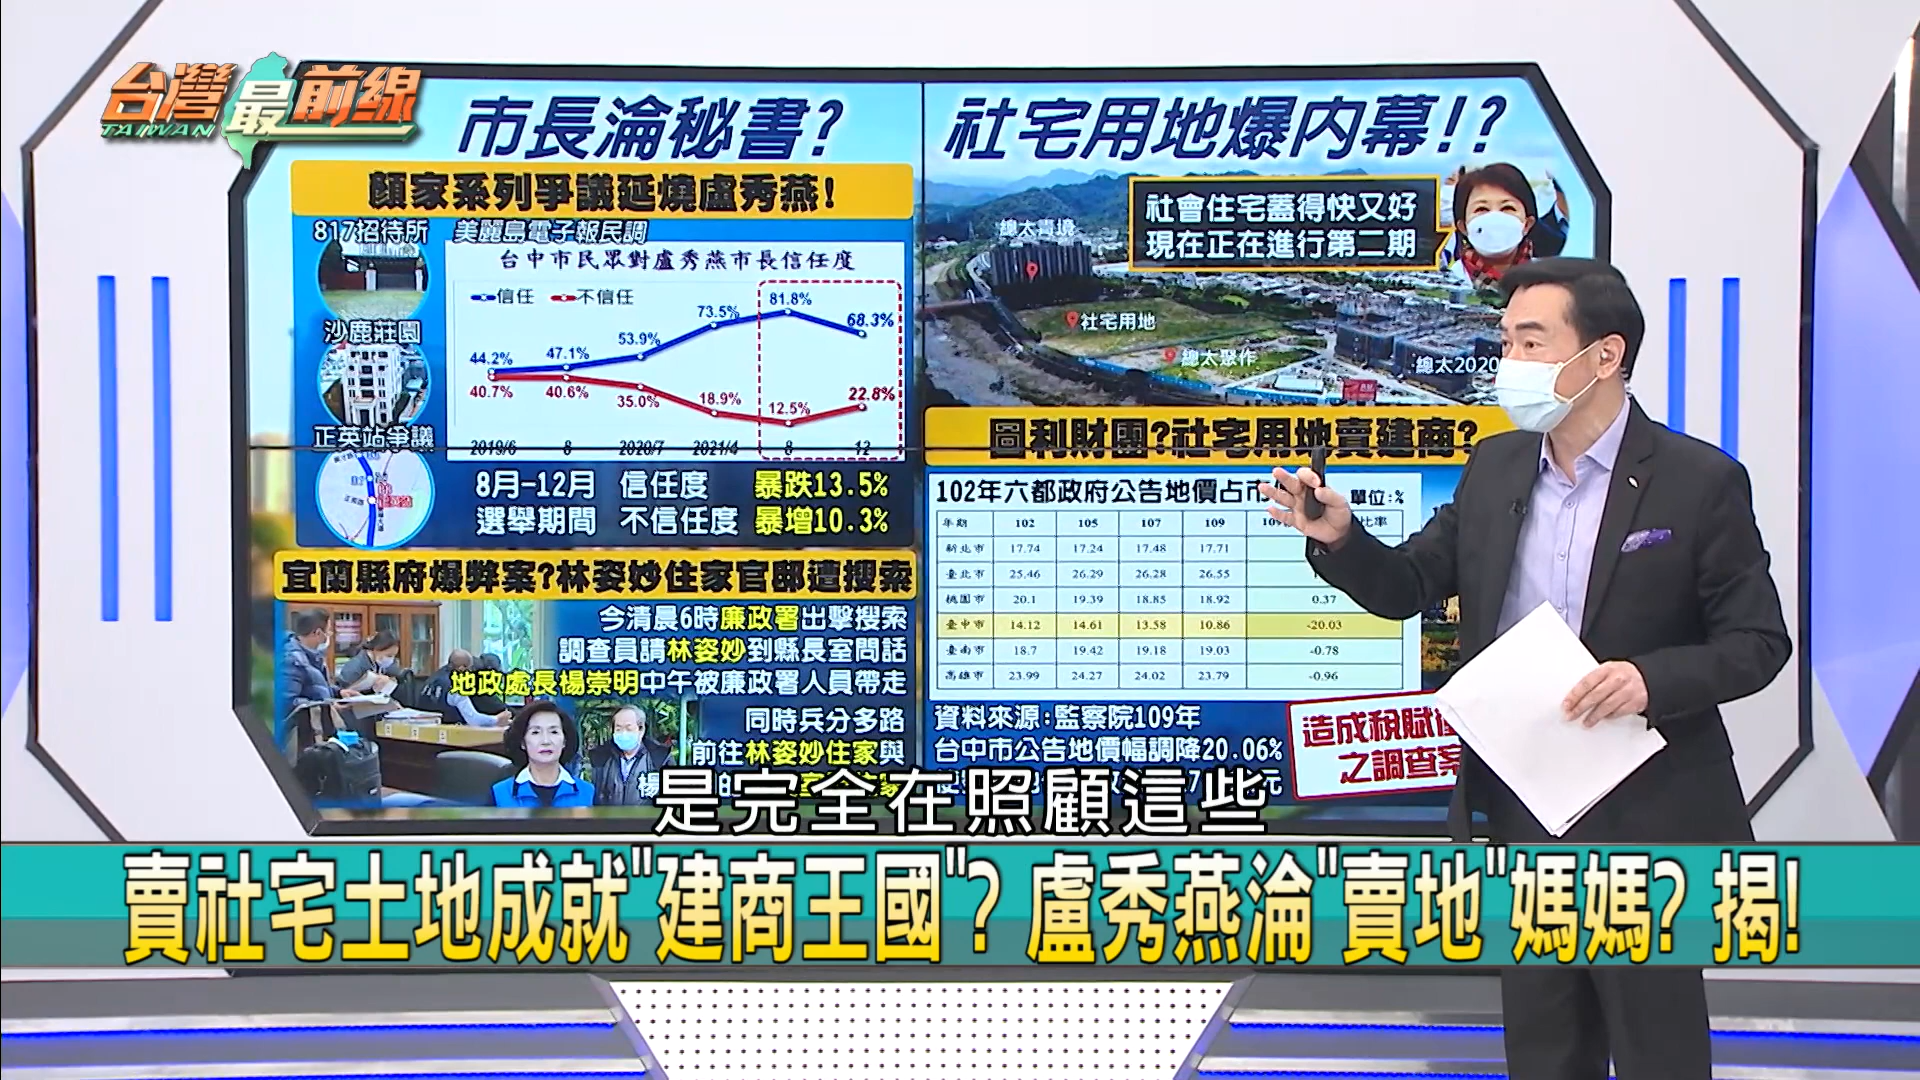 台灣最前線
TAIWAN
市長淪秘書?
顏家系列爭議延燒盧秀燕!
817招待所
沙鹿莊園
正英站爭議
美麗島電子報民調
台中市民眾對盧秀燕市長信任度
信任 不信任
44.2% 47.1% 53.9% 73.5% 81.8% 68.3%
40.7% 40.6% 35.0% 18.9% 12.5% 22.8%
2019/6 8 2020/7 2021/4 8 12
8月-12月 信任度 暴跌13.5%
選舉期間 不信任度 暴增10.3%
宜蘭縣府爆弊案?林姿妙住家官邸遭搜索
今清晨6時廉政署出擊搜索
調查員請林姿妙到縣長室問話
地政處長楊崇明中午被廉政署人員帶走
同時兵分多路
前往林姿妙住家與
社宅用地爆內幕!?
社會住宅蓋得快又好
現在正在進行第二期
總太青境
社宅用地
總太聚作
總太2020
圖利財團?社宅用地賣建商?
102年六都政府公告地價占市
單位:%
年期 102 105 107 109
比率
新北市 17.74 17.24 17.48 17.71
臺北市 25.46 26.29 26.28 26.55
桃園市 20.1 19.39 18.85 18.92 0.37
臺中市 14.12 14.61 13.58 10.86 -20.03
臺南市 18.7 19.42 19.18 19.03 -0.78
高雄市 23.99 24.27 24.02 23.79 -0.96
資料來源:監察院109年
台中市公告地價幅調降20.06%
造成稅賦
之調查案
是完全在照顧這些
賣社宅土地成就"建商王國"? 盧秀燕淪"賣地"媽媽? 揭!